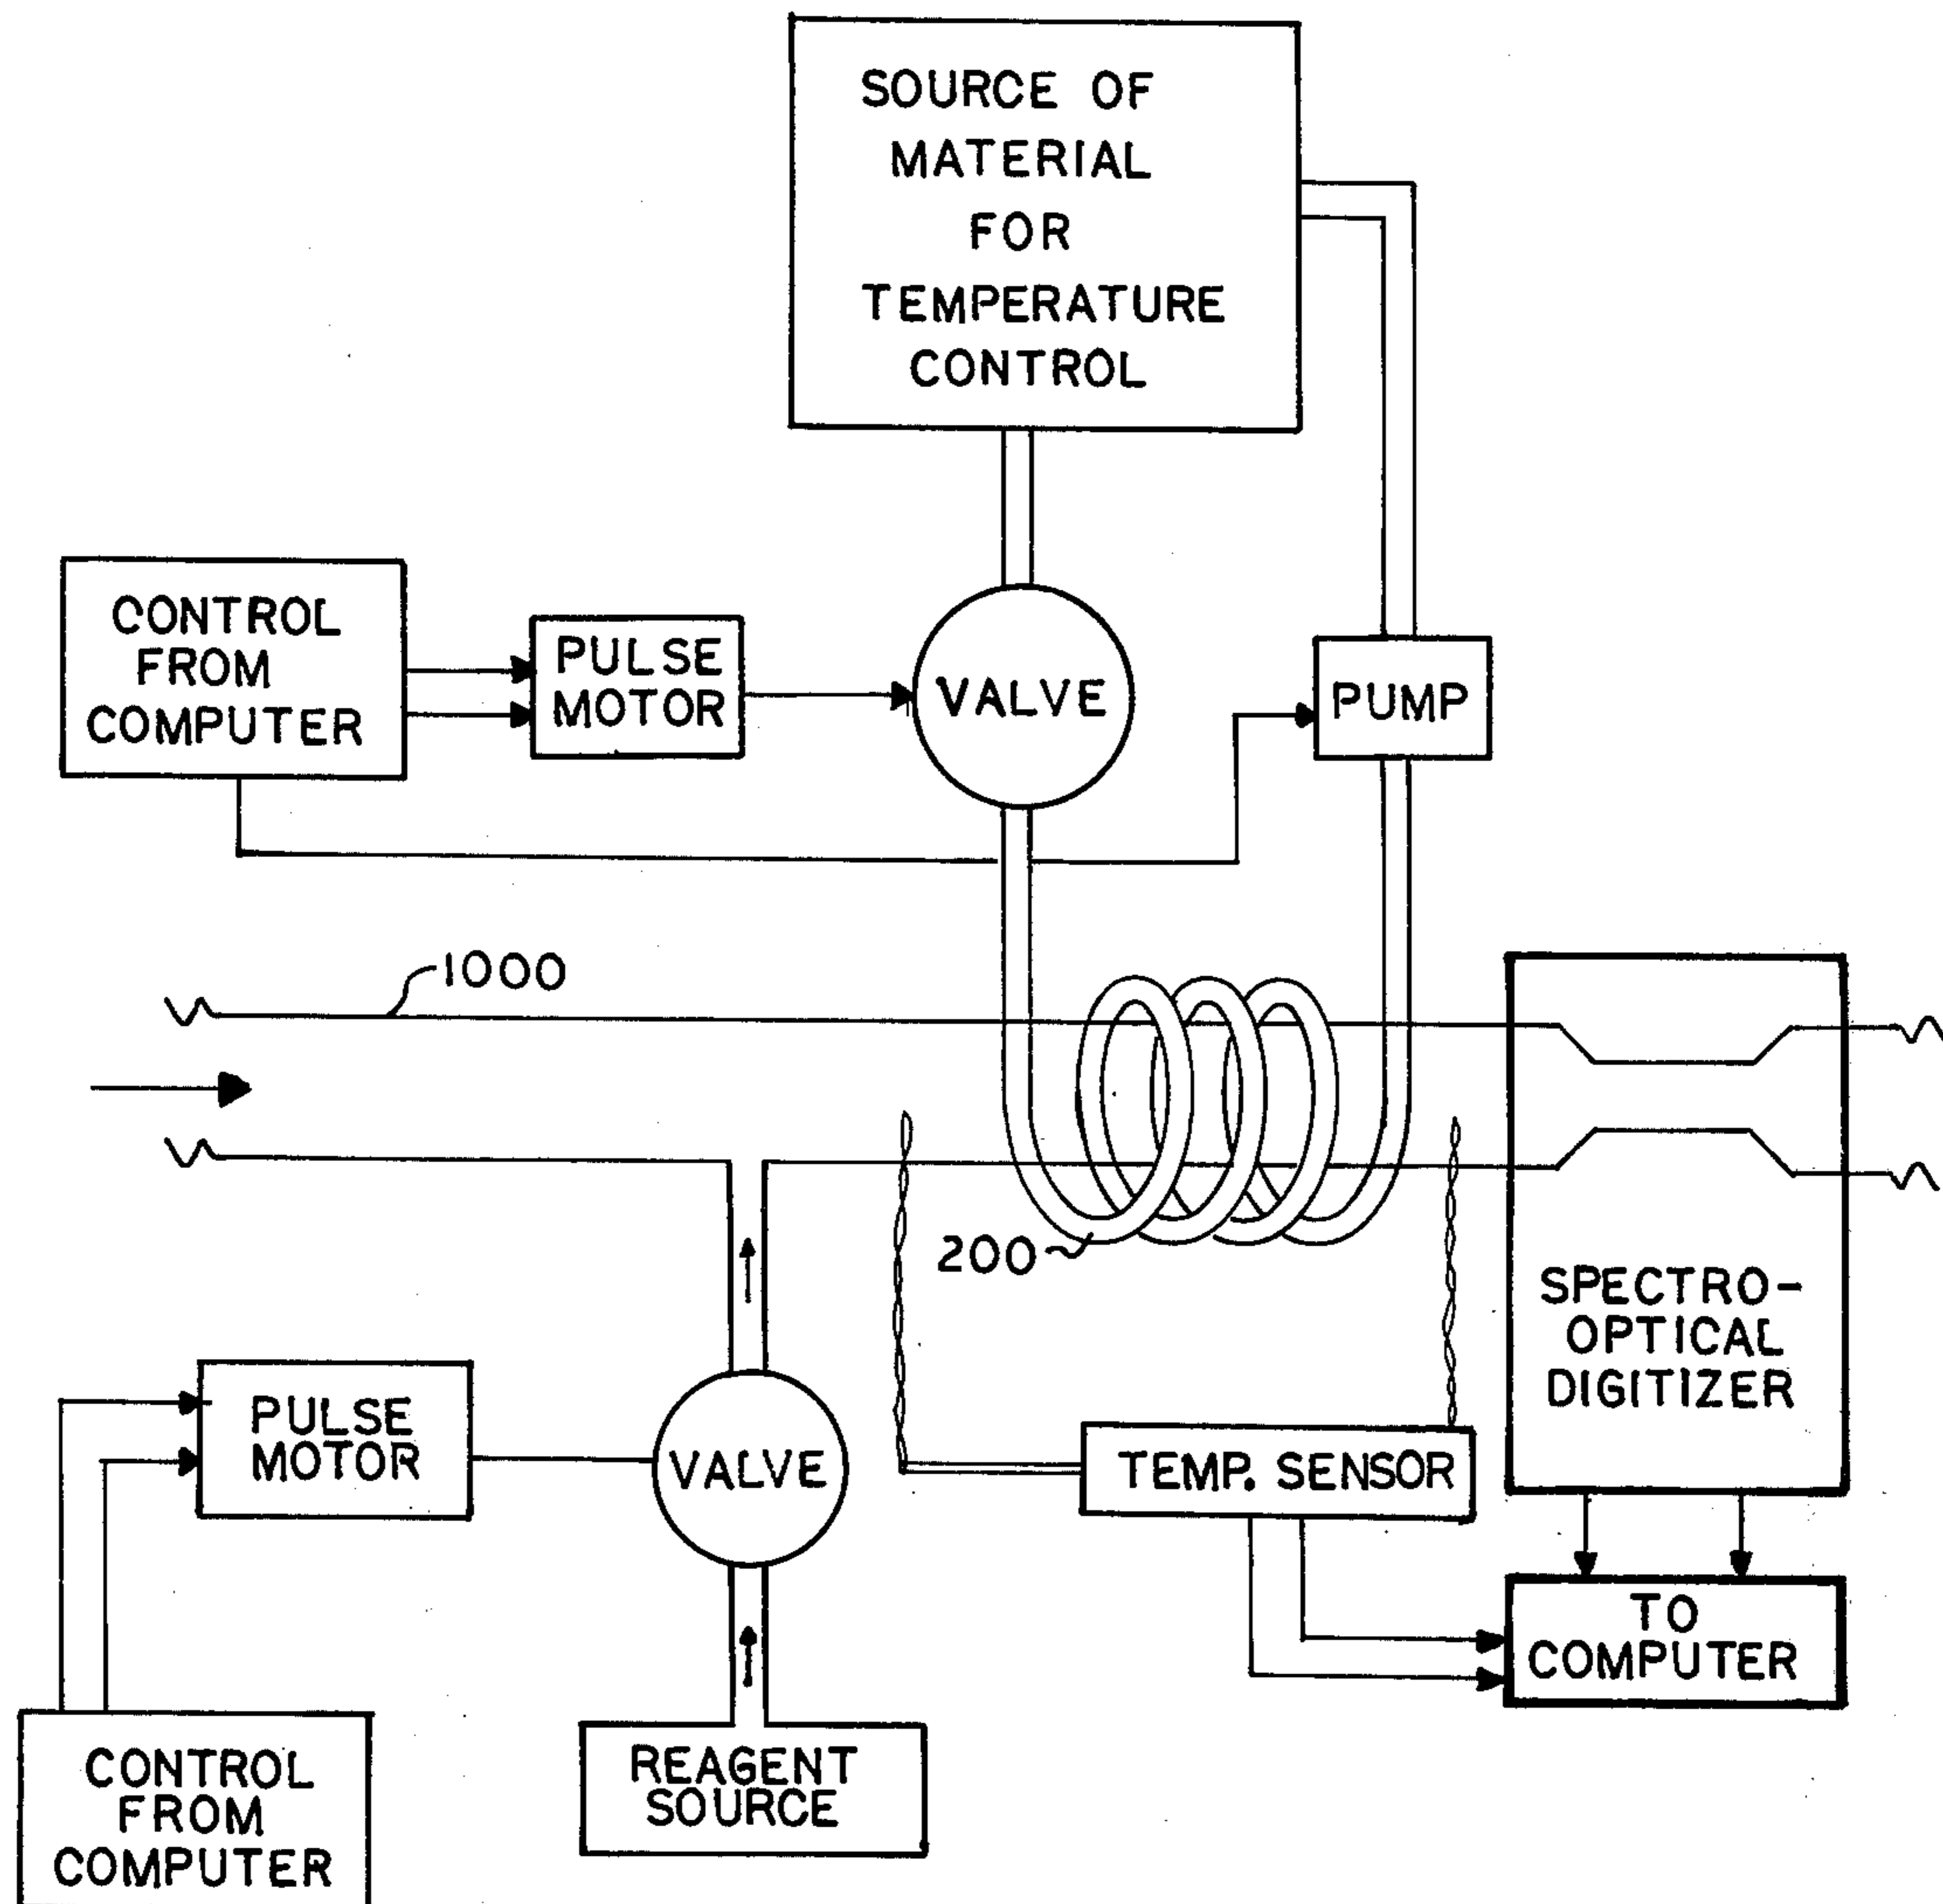 SOURCE OF
MATERIAL
FOR
TEMPERATURE
CONTROL
CONTROL
FROM
COMPUTER
PULSE
MOTOR
VALVE
PUMP
1000
200
SPECTRO-
OPTICAL
DIGITIZER
PULSE
MOTOR
VALVE
TEMP. SENSOR
TO
COMPUTER
CONTROL
FROM
COMPUTER
REAGENT
SOURCE